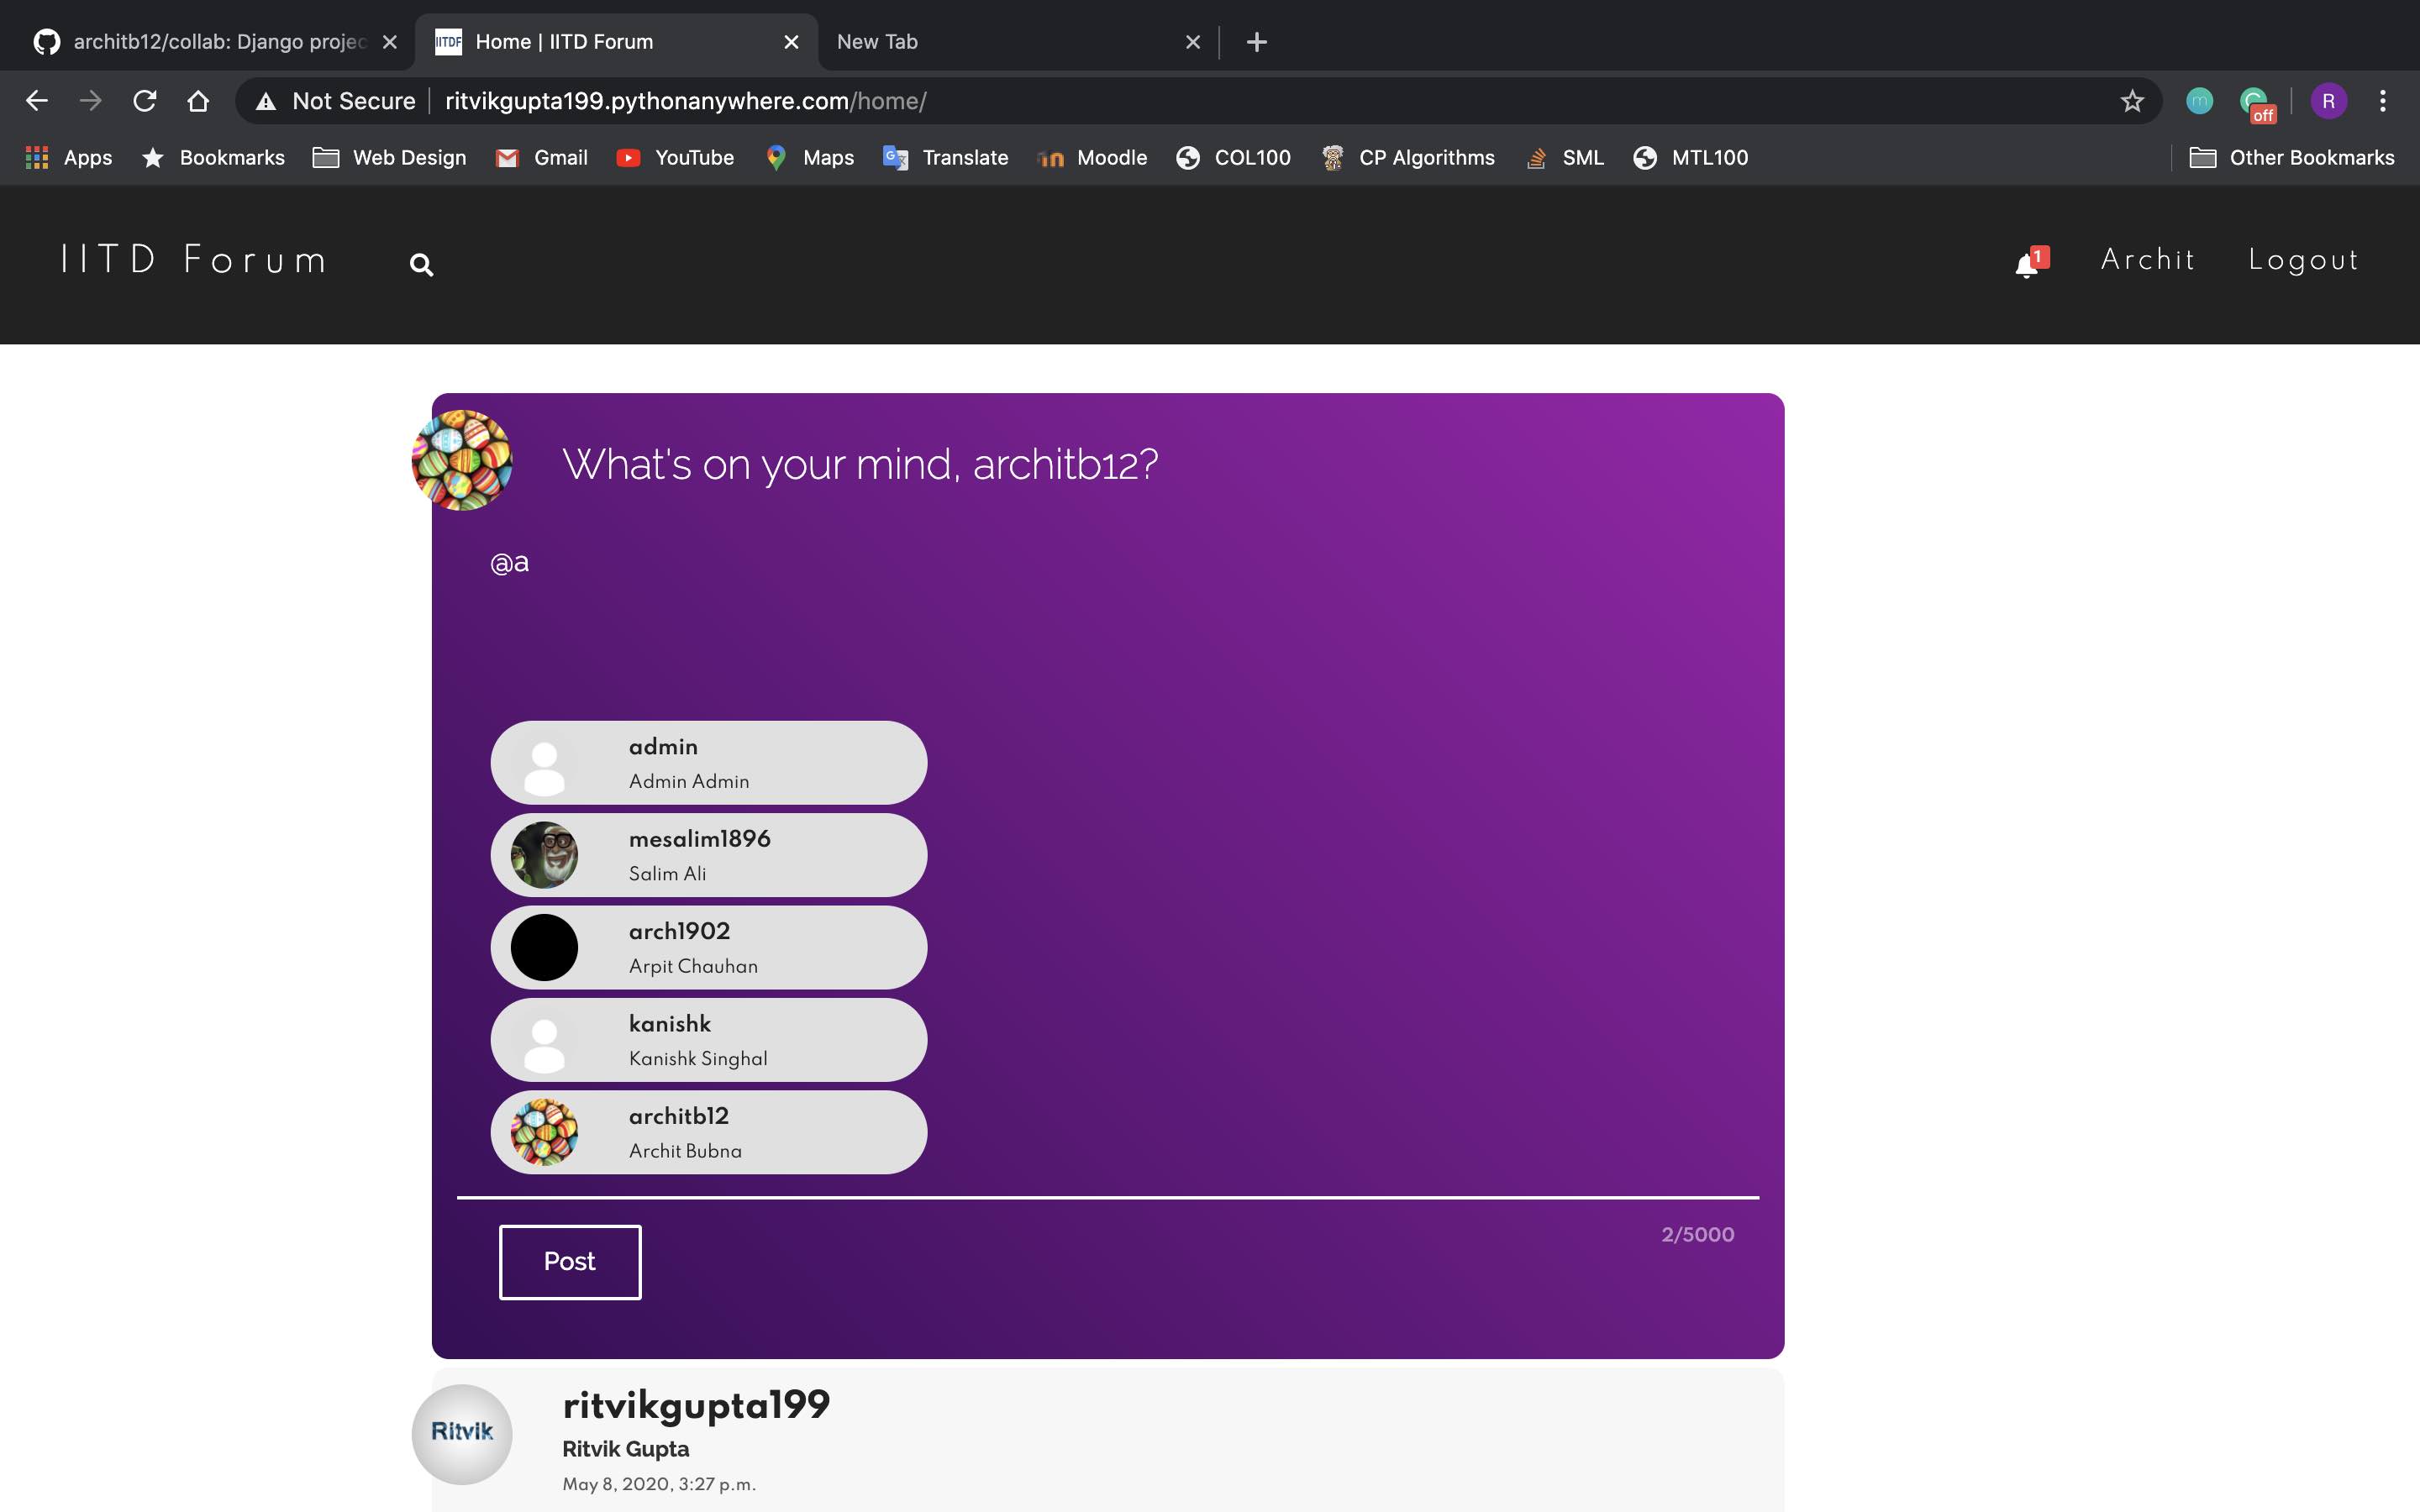 architb12/collab: Django projec
IITDF Home | IITD Forum
New Tab
Not Secure ritvikgupta199.pythonanywhere.com/home/
m
off
R
Apps Bookmarks Web Design Gmail YouTube Maps Translate Moodle COL100 CP Algorithms SML MTL100 Other Bookmarks
IITD Forum
1 Archit Logout
What's on your mind, architb12?
@a
admin
Admin Admin
mesalim1896
Salim Ali
arch1902
Arpit Chauhan
kanishk
Kanishk Singhal
architb12
Archit Bubna
2/5000
Post
Ritvik
ritvikgupta199
Ritvik Gupta
May 8, 2020, 3:27 p.m.